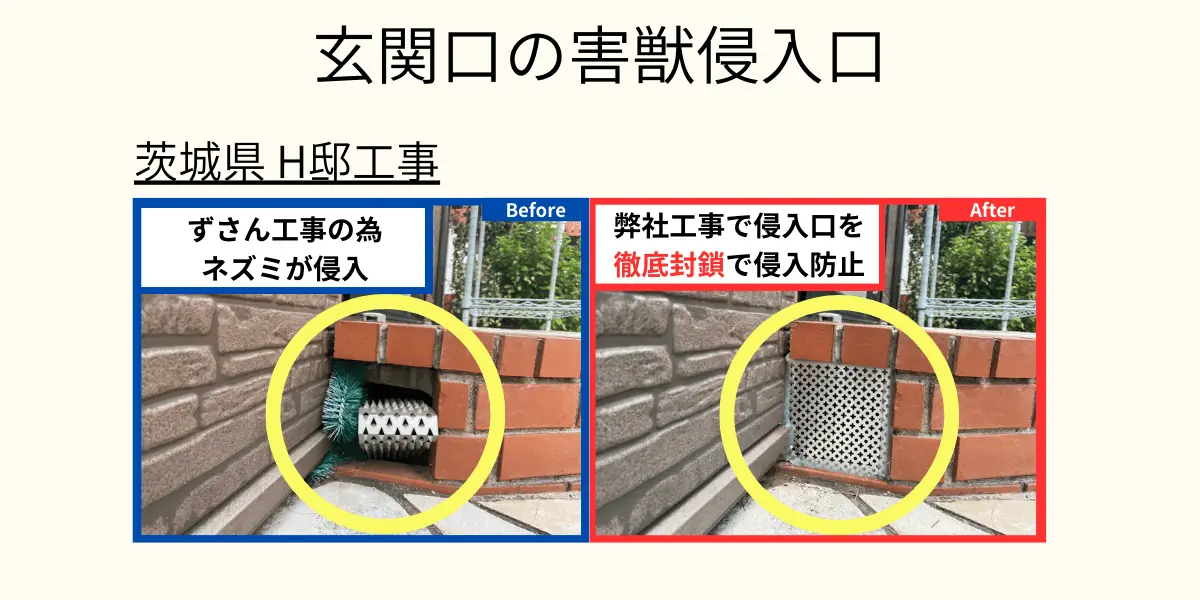 玄関口の害獣侵入口
茨城県 H邸工事
Before
ずさん工事の為
ネズミが侵入
After
弊社工事で侵入口を
徹底封鎖で侵入防止